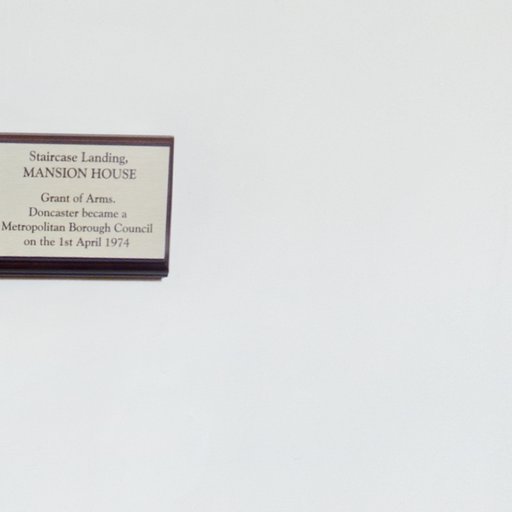 Staircase Landing,
MANSION HOUSE
Grant of Arms.
Doncaster became a
Metropolitan Borough Council
on the 1st April 1974